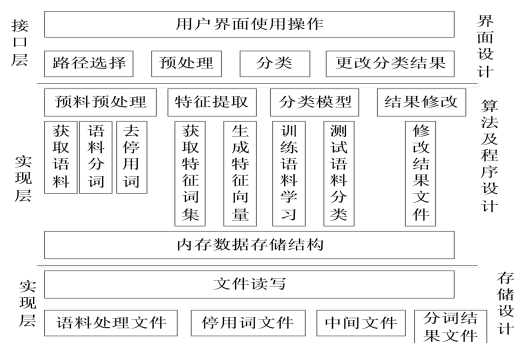 接口层
用户界面使用操作
界面设计
路径选择 预处理 分类 更改分类结果
预料预处理 特征提取 分类模型 结果修改
算法及程序设计
实现层
获取语料 语料分词 去停用词 获取特征词集 生成特征向量 训练语料学习 测试语料分类 修改结果文件
内存数据存储结构
实现层
文件读写
存储设计
语料处理文件 停用词文件 中间文件 分词结果文件